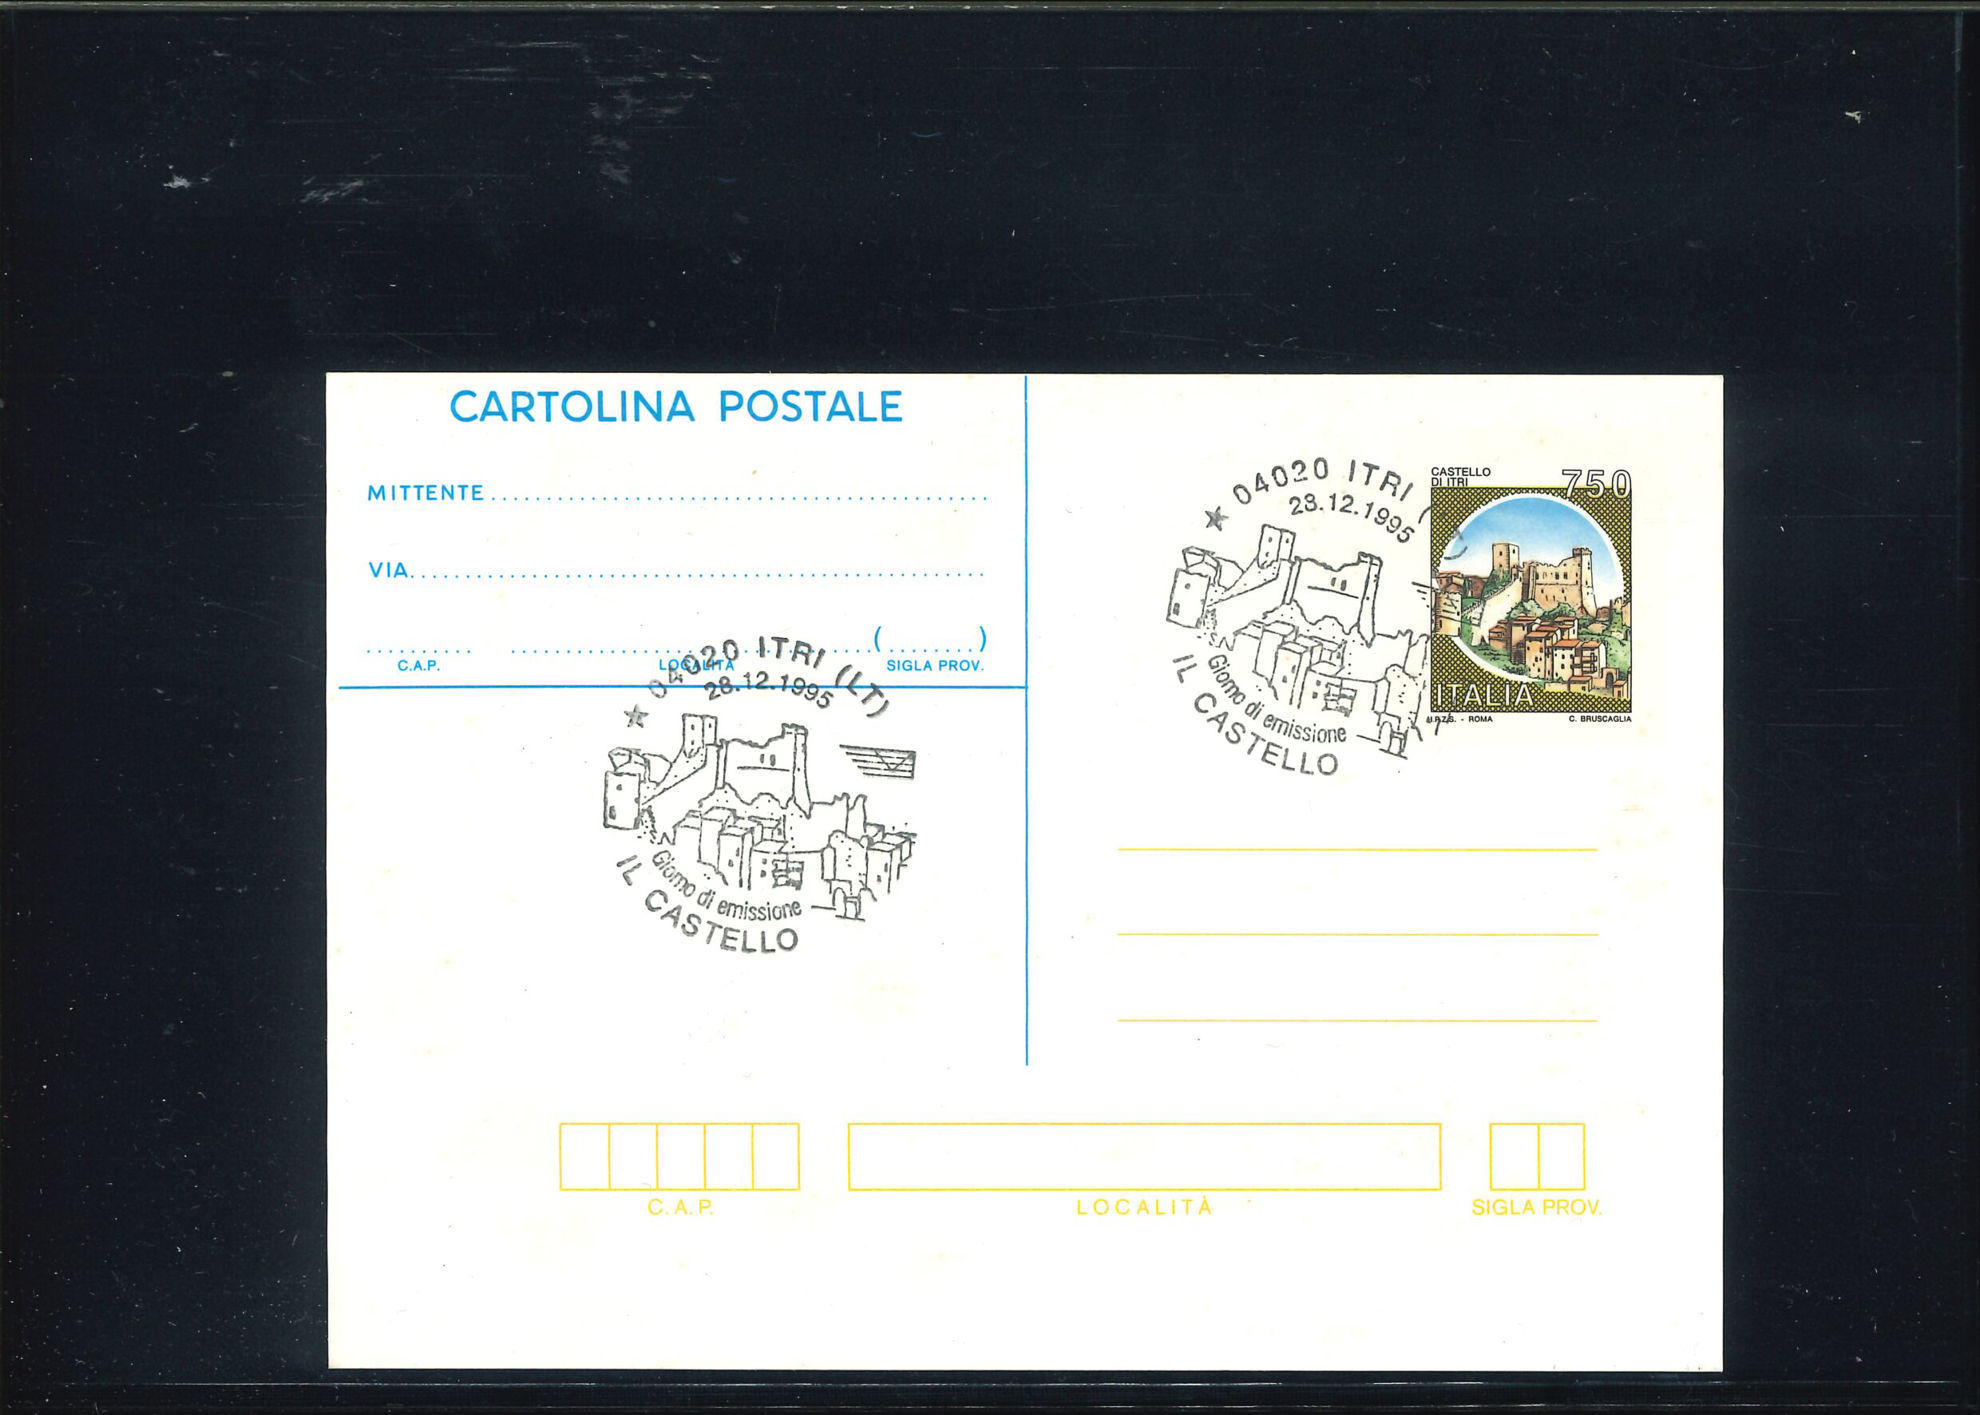 CARTOLINA POSTALE
MITTENTE
VIA
( )
C.A.P. LOCALITÀ SIGLA PROV.
04020 ITRI (LT)
28.12.1995
Giorno di emissione
IL CASTELLO
04020 ITRI (
28.12.1995
Giorno di emissione
IL CASTELLO
CASTELLO
DI ITRI
750
ITALIA
I.P.Z.S. - ROMA C. BRUSCAGLIA
C.A.P. LOCALITÀ SIGLA PROV.